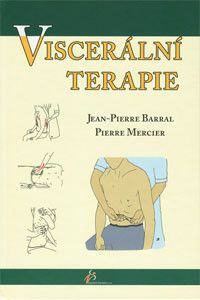 VISCERÁLNÍ
TERAPIE
JEAN-PIERRE BARRAL
PIERRE MERCIER